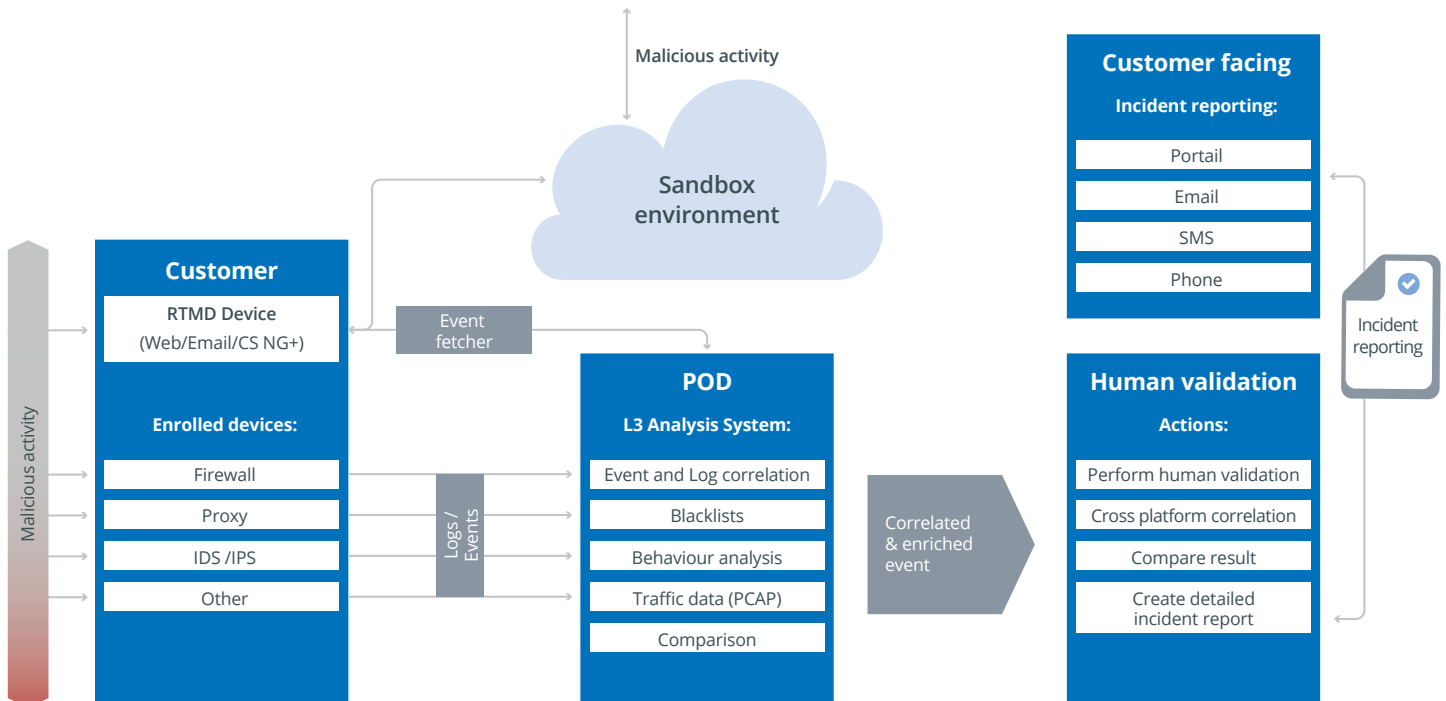 Malicious activity
Sandbox
environment
Malicious activity
Customer
RTMD Device
(Web/Email/CS NG+)
Enrolled devices:
Firewall
Proxy
IDS /IPS
Other
Event
fetcher
Logs /
Events
POD
L3 Analysis System:
Event and Log correlation
Blacklists
Behaviour analysis
Traffic data (PCAP)
Comparison
Correlated
& enriched
event
Customer facing
Incident reporting:
Portail
Email
SMS
Phone
Human validation
Actions:
Perform human validation
Cross platform correlation
Compare result
Create detailed
incident report
Incident
reporting